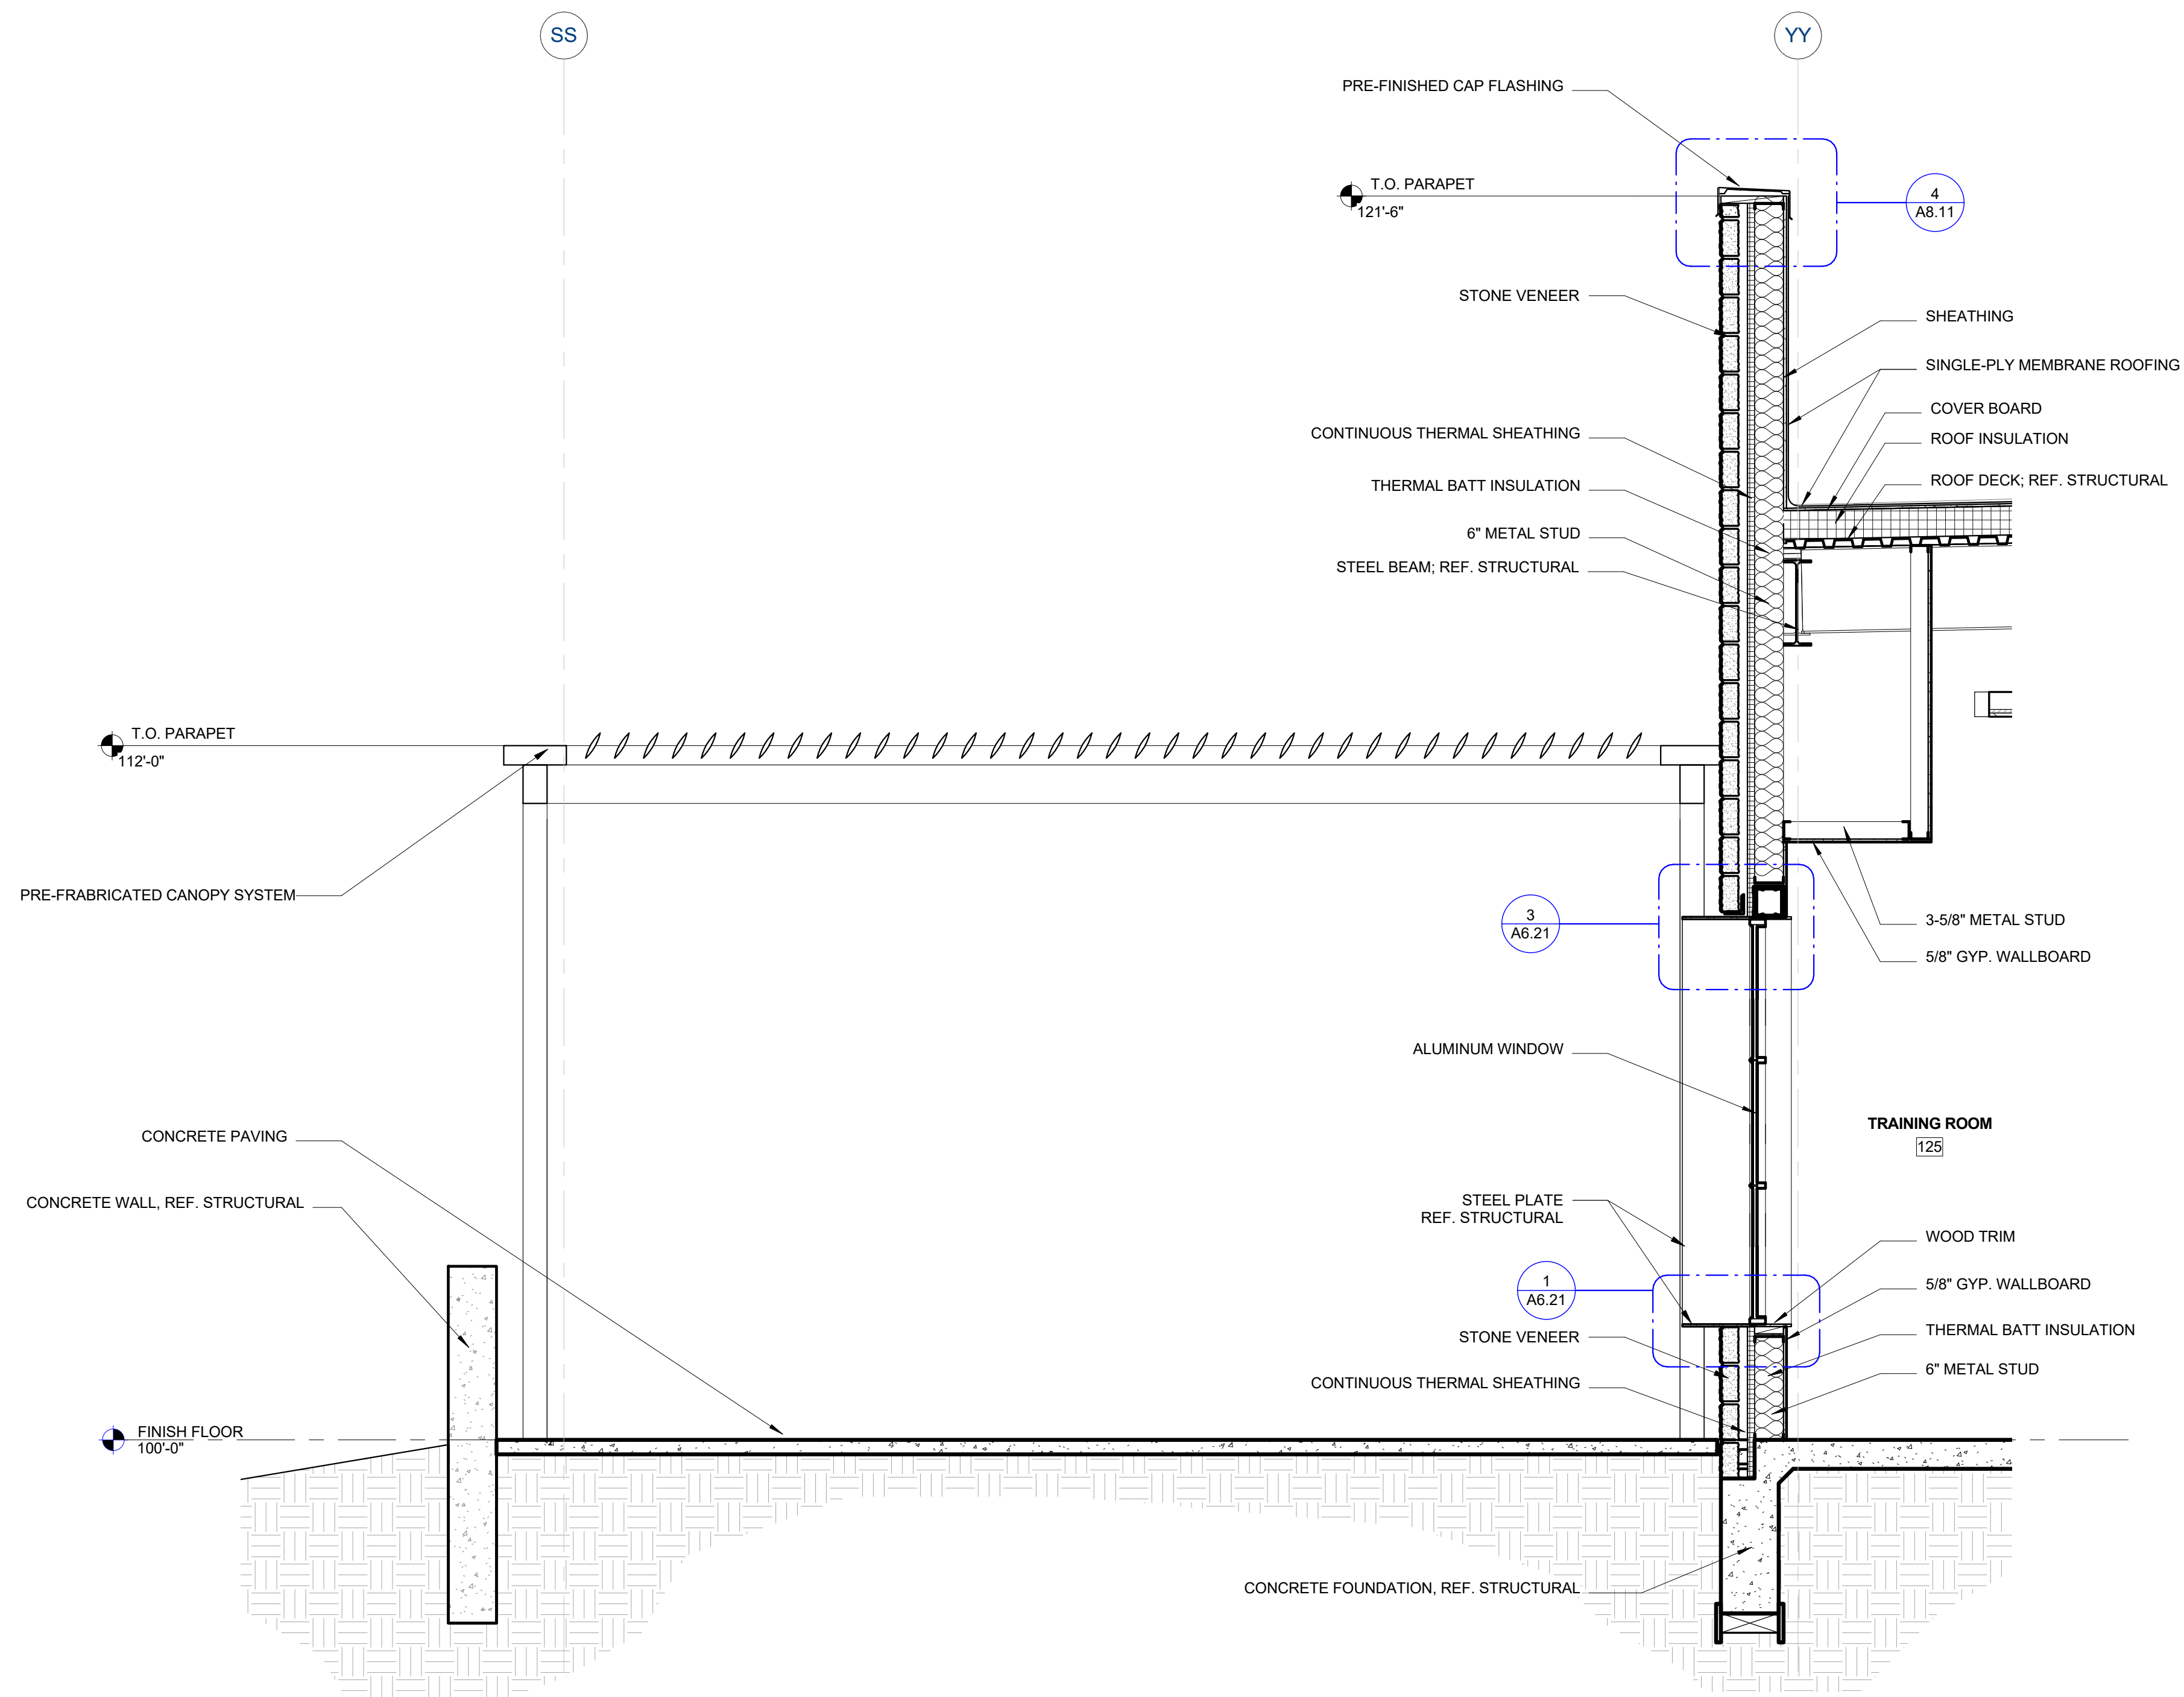 SS
YY
PRE-FINISHED CAP FLASHING
T.O. PARAPET
121'-6"
4
A8.11
STONE VENEER
SHEATHING
SINGLE-PLY MEMBRANE ROOFING
COVER BOARD
CONTINUOUS THERMAL SHEATHING
ROOF INSULATION
ROOF DECK; REF. STRUCTURAL
THERMAL BATT INSULATION
6" METAL STUD
STEEL BEAM; REF. STRUCTURAL
T.O. PARAPET
112'-0"
PRE-FRABRICATED CANOPY SYSTEM
3
A6.21
3-5/8" METAL STUD
5/8" GYP. WALLBOARD
ALUMINUM WINDOW
TRAINING ROOM
125
CONCRETE PAVING
CONCRETE WALL, REF. STRUCTURAL
STEEL PLATE
REF. STRUCTURAL
WOOD TRIM
1
A6.21
5/8" GYP. WALLBOARD
STONE VENEER
THERMAL BATT INSULATION
CONTINUOUS THERMAL SHEATHING
6" METAL STUD
FINISH FLOOR
100'-0"
CONCRETE FOUNDATION, REF. STRUCTURAL